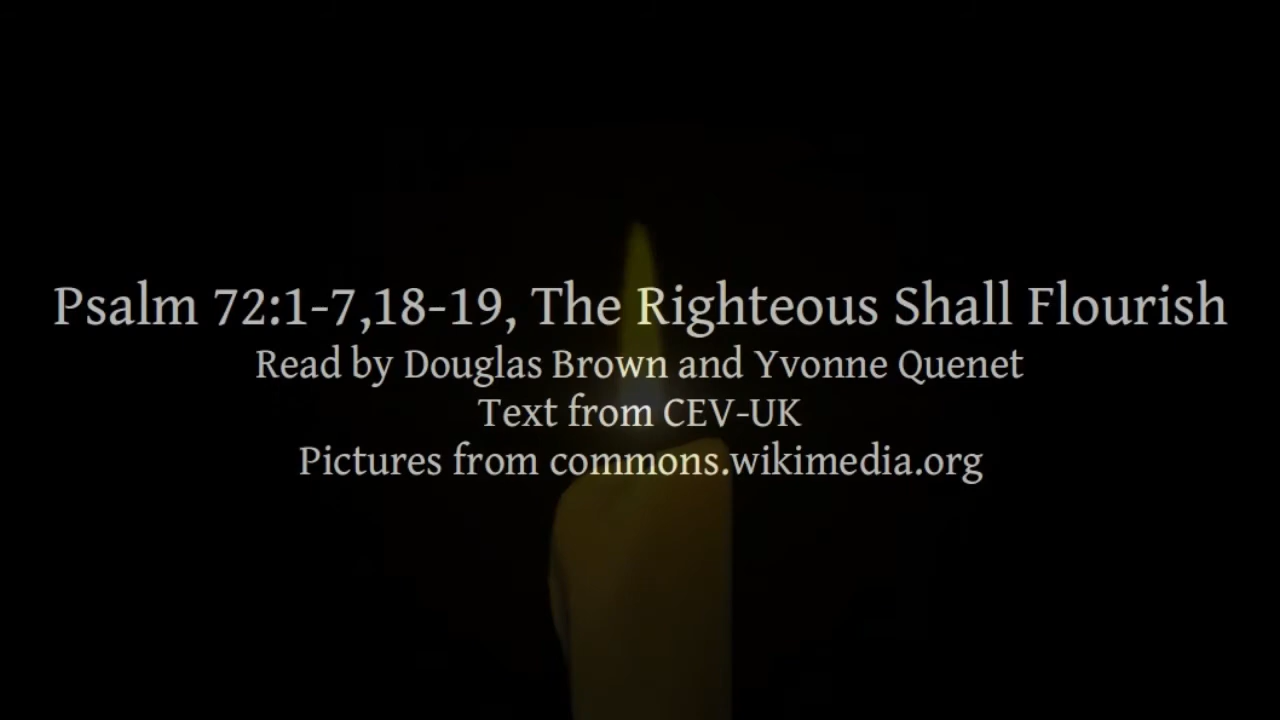 Psalm 72:1-7,18-19, The Righteous Shall Flourish
Read by Douglas Brown and Yvonne Quenet
Text from CEV-UK
Pictures from commons.wikimedia.org